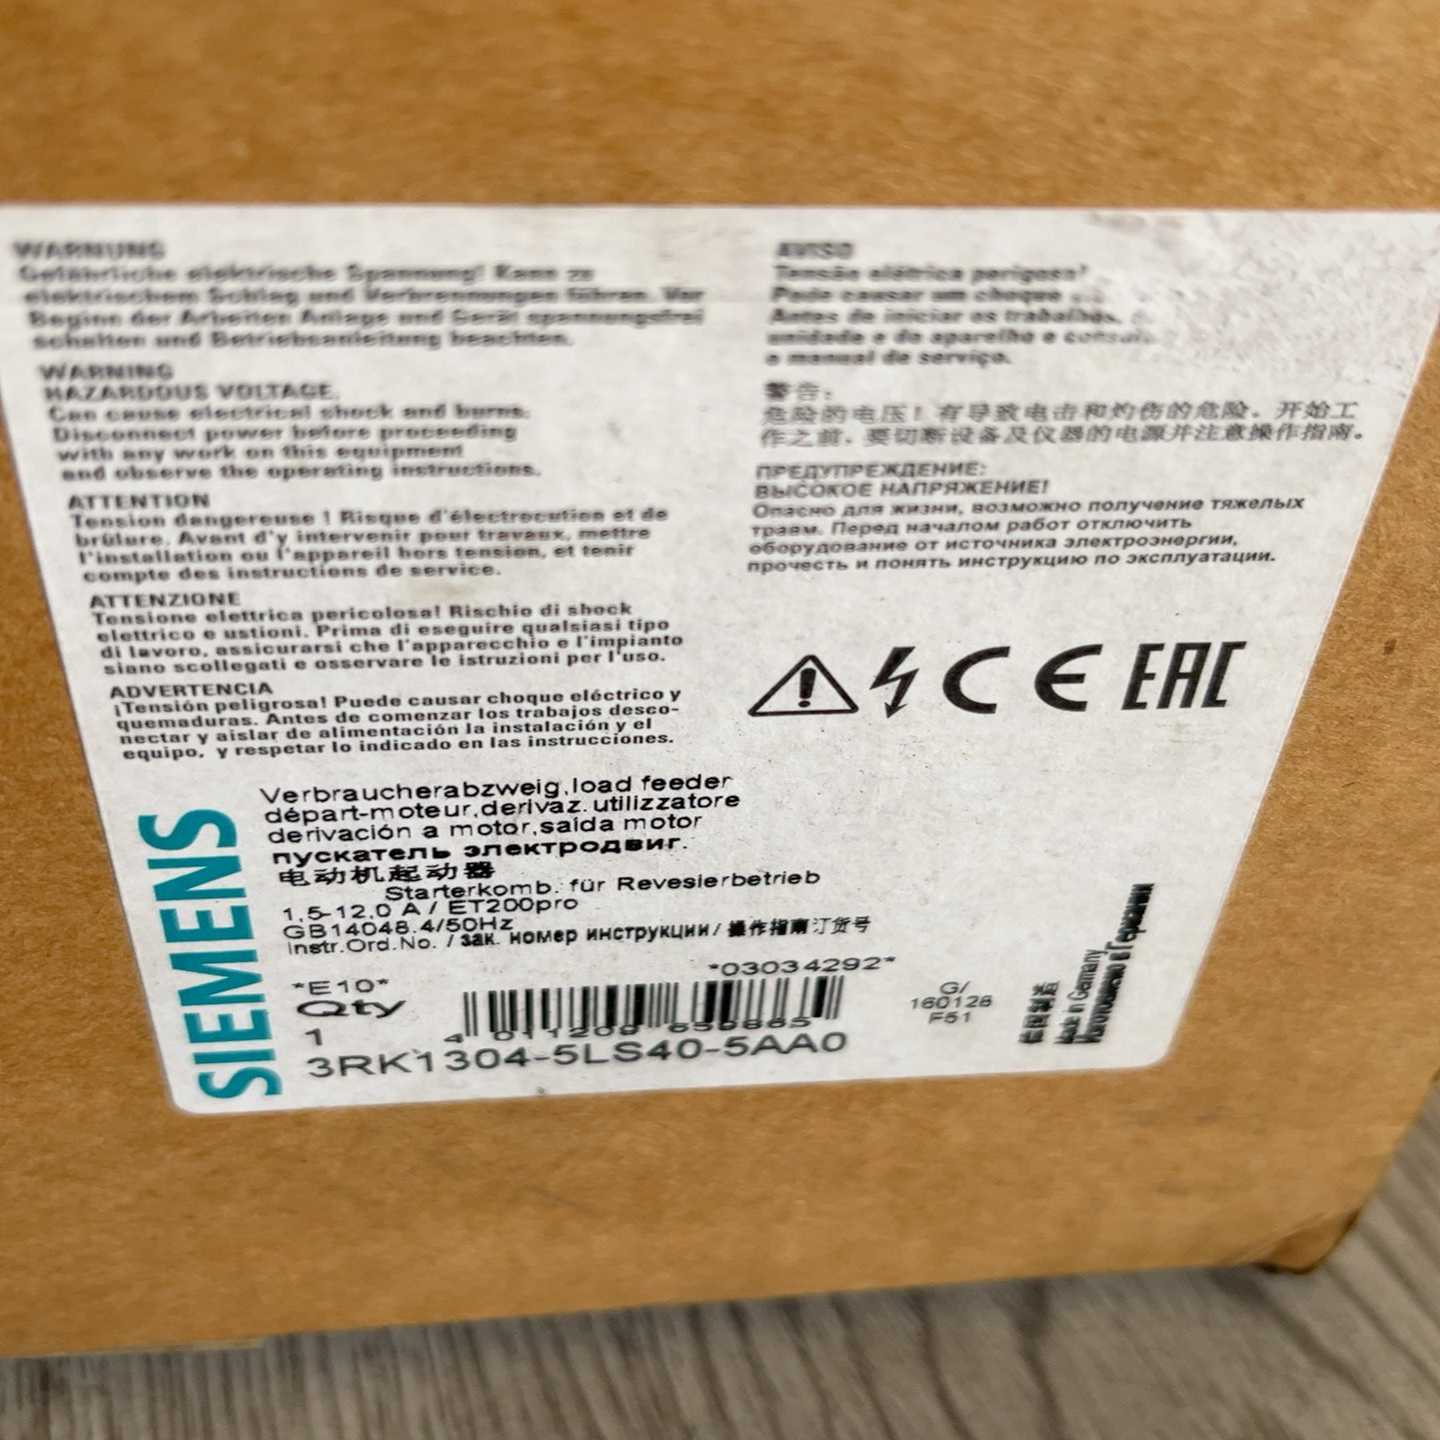 WARNUNG
Gefährliche elektrische Spannung! Kann zu
elektrischem Schlag und Verbrennungen führen. Vor
Beginn der Arbeiten Anlage und Gerät spannungsfrei
schalten und Betriebsanleitung beachten.
WARNING
HAZARDOUS VOLTAGE.
Can cause electrical shock and burns.
Disconnect power before proceeding
with any work on this equipment
and observe the operating instructions.
ATTENTION
Tension dangereuse ! Risque d'électrocution et de
brûlure. Avant d'y intervenir pour travaux, mettre
l'installation ou l'appareil hors tension, et tenir
compte des instructions de service.
ATTENZIONE
Tensione elettrica pericolosa! Rischio di shock
elettrico e ustioni. Prima di eseguire qualsiasi tipo
di lavoro, assicurarsi che l'apparecchio e l'impianto
siano scollegati e osservare le istruzioni per l'uso.
ADVERTENCIA
¡Tensión peligrosa! Puede causar choque eléctrico y
quemaduras. Antes de comenzar los trabajos desco-
nectar y aislar de alimentación la instalación y el
equipo, y respetar lo indicado en las instrucciones.
AVISO
Tensão elétrica perigosa!
Pode causar um choque
Antes de iniciar os trabalhos,
unidade e do aparelho e
o manual de serviço.
警告:
危险的电压! 有导致电击和灼伤的危险。开始工
作之前, 要切断设备及仪器的电源并注意操作指南。
ПРЕДУПРЕЖДЕНИЕ:
ВЫСОКОЕ НАПРЯЖЕНИЕ!
Опасно для жизни, возможно получение тяжелых
травм. Перед началом работ отключить
оборудование от источника электроэнергии,
прочесть и понять инструкцию по эксплуатации.
CE EAC
SIEMENS
Verbraucherabzweig,load feeder
départ-moteur,derivaz.utilizzatore
derivación a motor,saída motor
пускатель электродвиг.
电动机起动器
Starterkomb. für Revesierbetrieb
1,5-12,0 A / ET200pro
GB14048.4/50Hz
Instr.Ord.No. / зак. номер инструкции / 操作指南订货号
*03034292*
*E10*
Qty
1
4 011209 659865
3RK1304-5LS40-5AA0
G/
160128
F51
德国制造
Made in Germany
Изготовлено в Германии